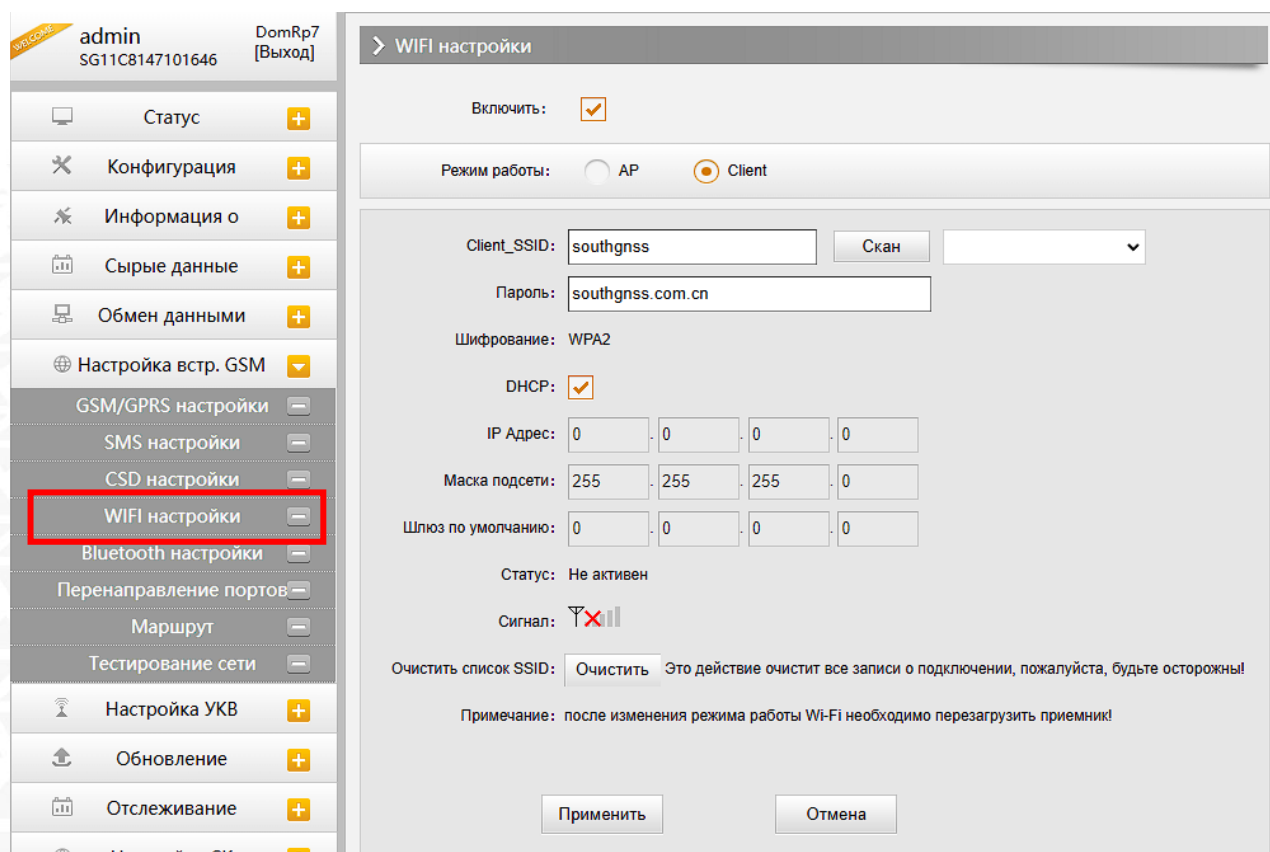 WELCOME
admin
DomRp7
SG11C8147101646
[Выход]
Статус
Конфигурация
Информация о
Сырые данные
Обмен данными
Настройка встр. GSM
GSM/GPRS настройки
SMS настройки
CSD настройки
WIFI настройки
Bluetooth настройки
Перенаправление портов
Маршрут
Тестирование сети
Настройка УКВ
Обновление
Отслеживание
WIFI настройки
Включить:
Режим работы: AP Client
Client_SSID: southgnss Скан
Пароль: southgnss.com.cn
Шифрование: WPA2
DHCP:
IP Адрес: 0 . 0 . 0 . 0
Маска подсети: 255 . 255 . 255 . 0
Шлюз по умолчанию: 0 . 0 . 0 . 0
Статус: Не активен
Сигнал:
Очистить список SSID: Очистить Это действие очистит все записи о подключении, пожалуйста, будьте осторожны!
Примечание: после изменения режима работы Wi-Fi необходимо перезагрузить приемник!
Применить Отмена